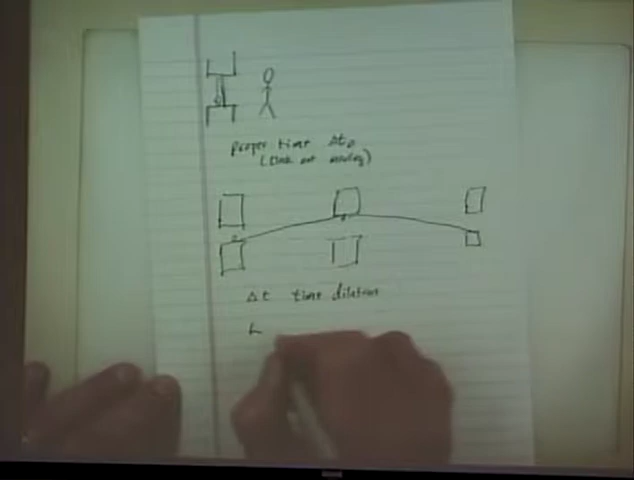 proper time Δt₀
(clock not moving)
Δt time dilation
L